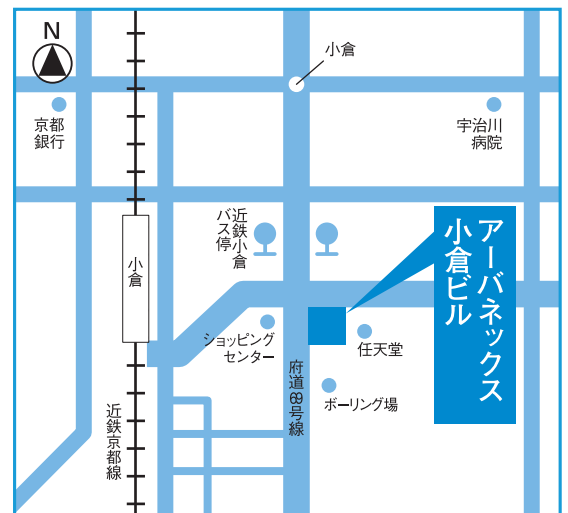 N
小倉
京都
銀行
宇治川
病院
近鉄小倉
バス停
アーバネックス
小倉ビル
小倉
ショッピング
センター
任天堂
府道69号線
ボーリング場
近鉄京都線